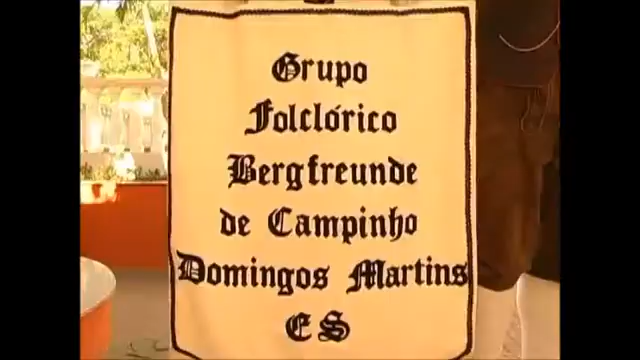 Grupo
Folclórico
Bergfreunde
de Campinho
Domingos Martins
ES